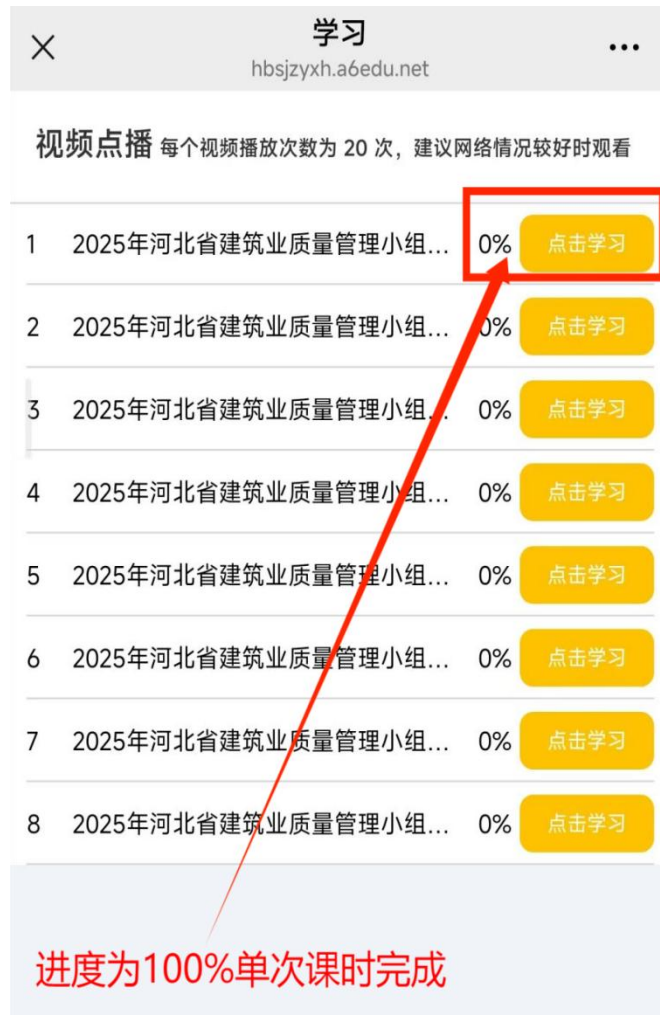 学习
hbsjzyxh.a6edu.net
视频点播 每个视频播放次数为 20 次，建议网络情况较好时观看
1 2025年河北省建筑业质量管理小组... 0% 点击学习
2 2025年河北省建筑业质量管理小组... 0% 点击学习
3 2025年河北省建筑业质量管理小组... 0% 点击学习
4 2025年河北省建筑业质量管理小组... 0% 点击学习
5 2025年河北省建筑业质量管理小组... 0% 点击学习
6 2025年河北省建筑业质量管理小组... 0% 点击学习
7 2025年河北省建筑业质量管理小组... 0% 点击学习
8 2025年河北省建筑业质量管理小组... 0% 点击学习
进度为100%单次课时完成